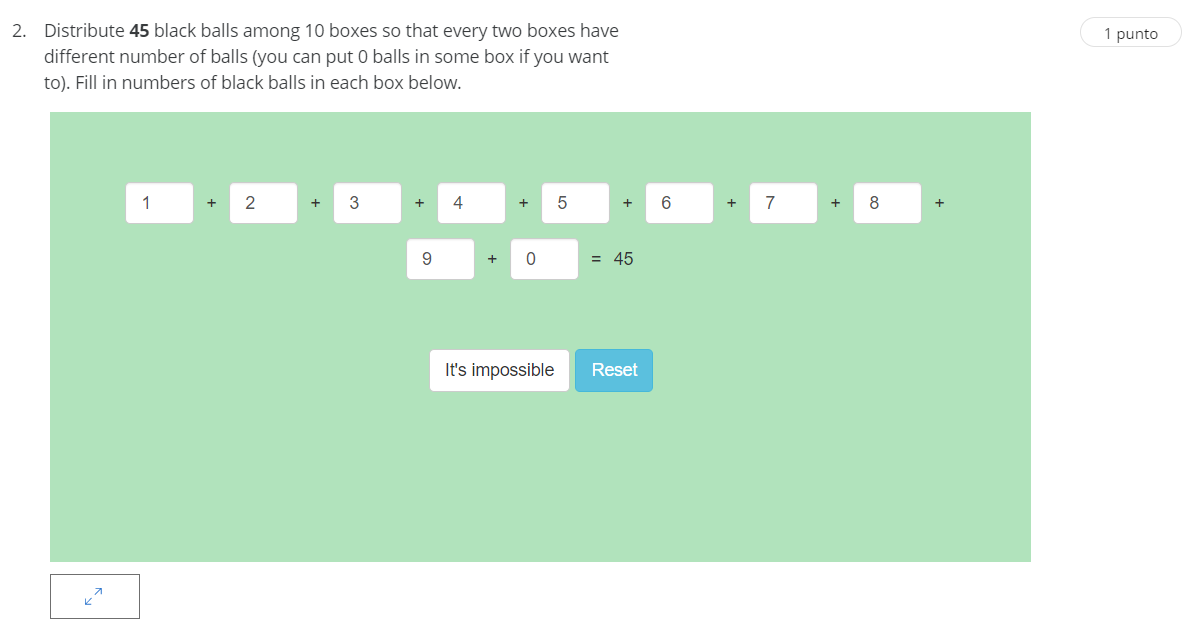 2. Distribute 45 black balls among 10 boxes so that every two boxes have
different number of balls (you can put 0 balls in some box if you want
to). Fill in numbers of black balls in each box below.
1 punto
1 + 2 + 3 + 4 + 5 + 6 + 7 + 8 +
9 + 0 = 45
It's impossible Reset